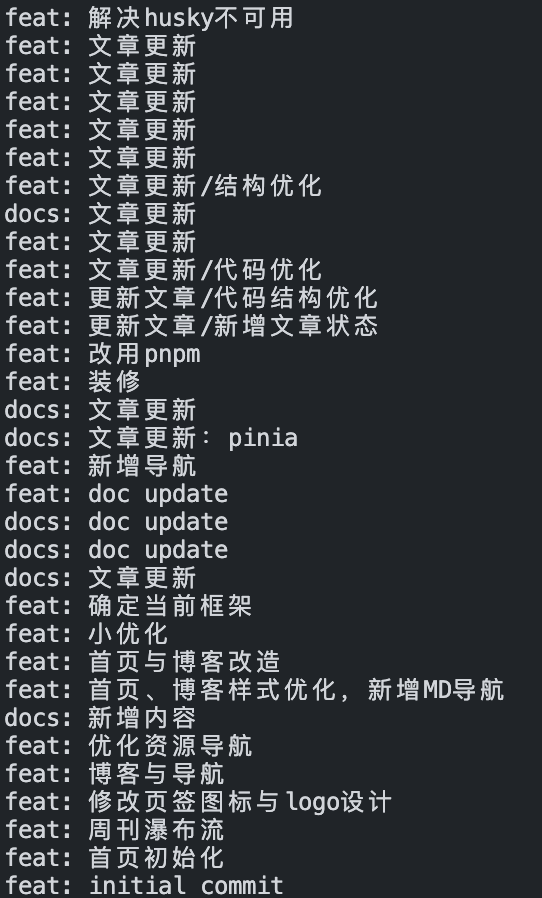 feat: 解决husky不可用
feat: 文章更新
feat: 文章更新
feat: 文章更新
feat: 文章更新
feat: 文章更新
feat: 文章更新/结构优化
docs: 文章更新
feat: 文章更新
feat: 文章更新/代码优化
feat: 更新文章/代码结构优化
feat: 更新文章/新增文章状态
feat: 改用pnpm
feat: 装修
docs: 文章更新
docs: 文章更新：pinia
feat: 新增导航
feat: doc update
docs: doc update
docs: doc update
docs: 文章更新
feat: 确定当前框架
feat: 小优化
feat: 首页与博客改造
feat: 首页、博客样式优化，新增MD导航
docs: 新增内容
feat: 优化资源导航
feat: 博客与导航
feat: 修改页签图标与logo设计
feat: 周刊瀑布流
feat: 首页初始化
feat: initial commit